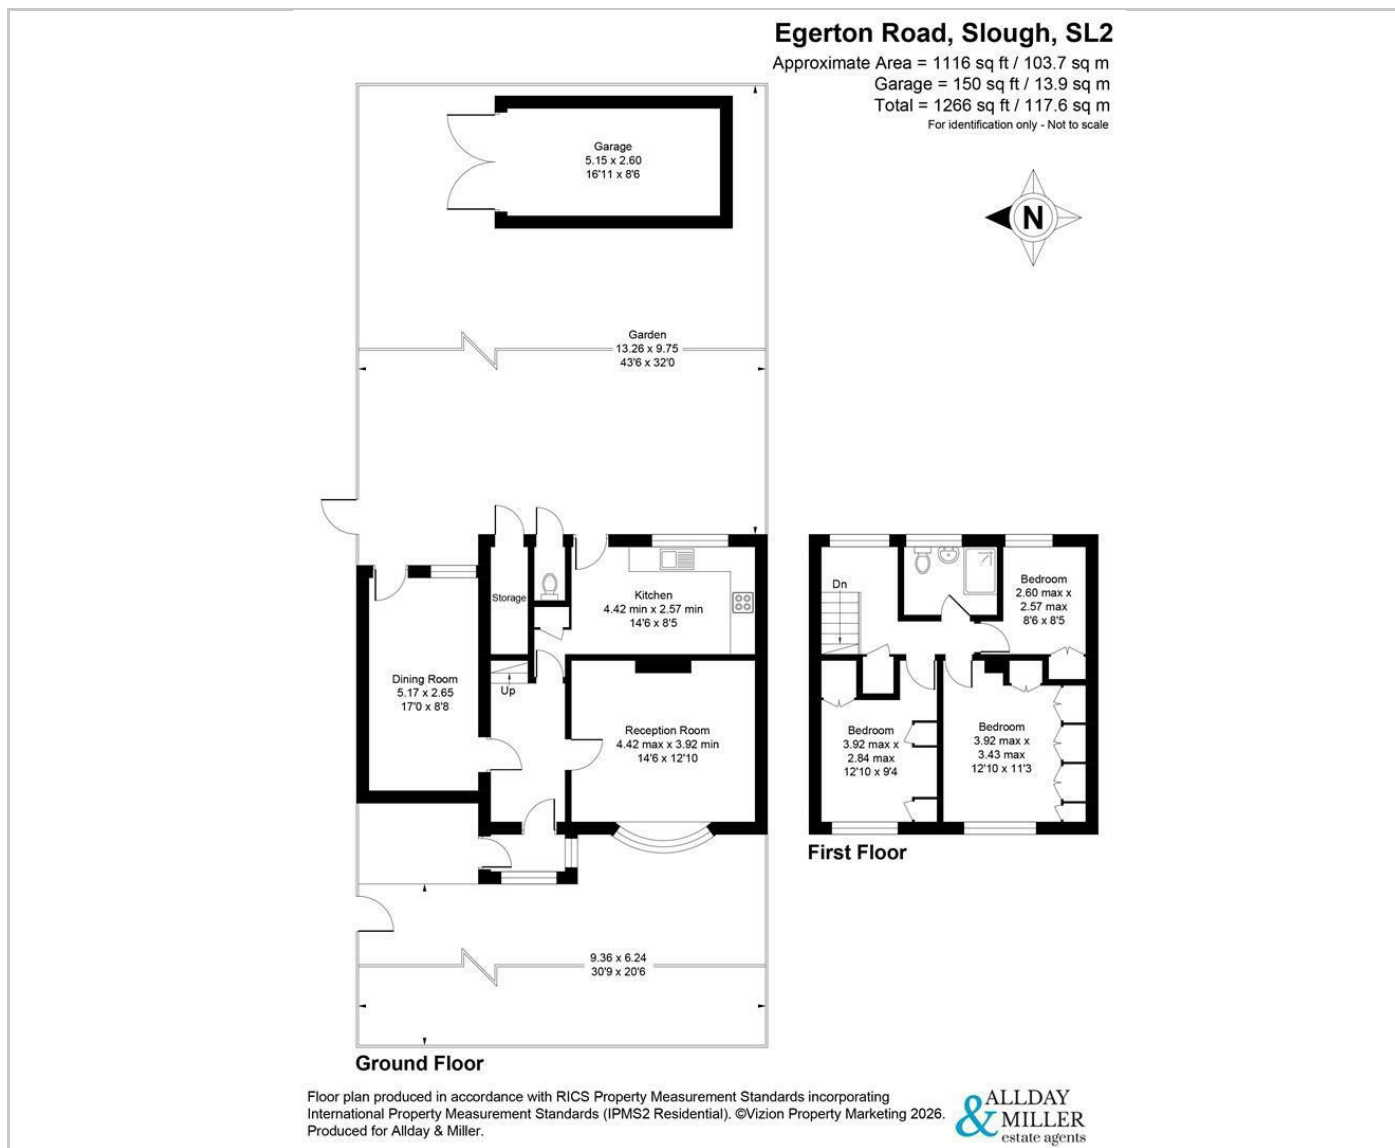 Egerton Road, Slough, SL2
Approximate Area = 1116 sq ft / 103.7 sq m
Garage = 150 sq ft / 13.9 sq m
Total = 1266 sq ft / 117.6 sq m
For identification only - Not to scale
N
Garage
5.15 x 2.60
16'11 x 8'6
Garden
13.26 x 9.75
43'6 x 32'0
Storage
Kitchen
4.42 min x 2.57 min
14'6 x 8'5
Dining Room
5.17 x 2.65
17'0 x 8'8
Up
Reception Room
4.42 max x 3.92 min
14'6 x 12'10
9.36 x 6.24
30'9 x 20'6
Ground Floor
Dn
Bedroom
2.60 max x
2.57 max
8'6 x 8'5
Bedroom
3.92 max x
2.84 max
12'10 x 9'4
Bedroom
3.92 max x
3.43 max
12'10 x 11'3
First Floor
Floor plan produced in accordance with RICS Property Measurement Standards incorporating
International Property Measurement Standards (IPMS2 Residential). ©Vizion Property Marketing 2026.
Produced for Allday & Miller.
ALLDAY
& MILLER
estate agents